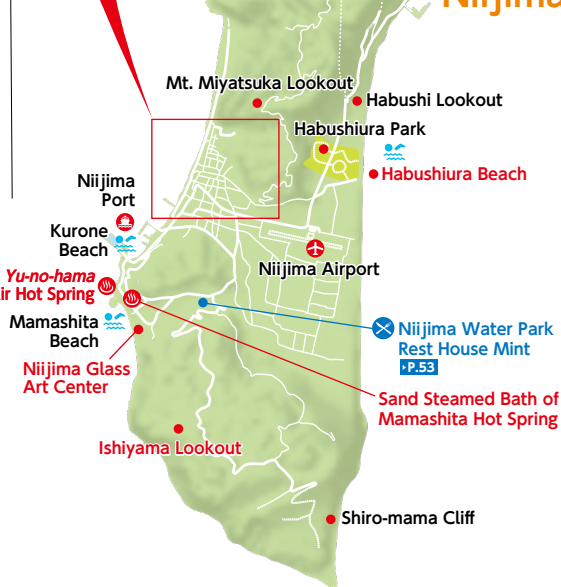 Niijima
Mt. Miyatsuka Lookout
Habushi Lookout
Habushiura Park
Habushiura Beach
Niijima
Port
Kurone
Beach
Niijima Airport
Yu-no-hama
Hot Spring
Mamashita
Beach
Niijima Water Park
Rest House Mint
▸P.53
Niijima Glass
Art Center
Sand Steamed Bath of
Mamashita Hot Spring
Ishiyama Lookout
Shiro-mama Cliff